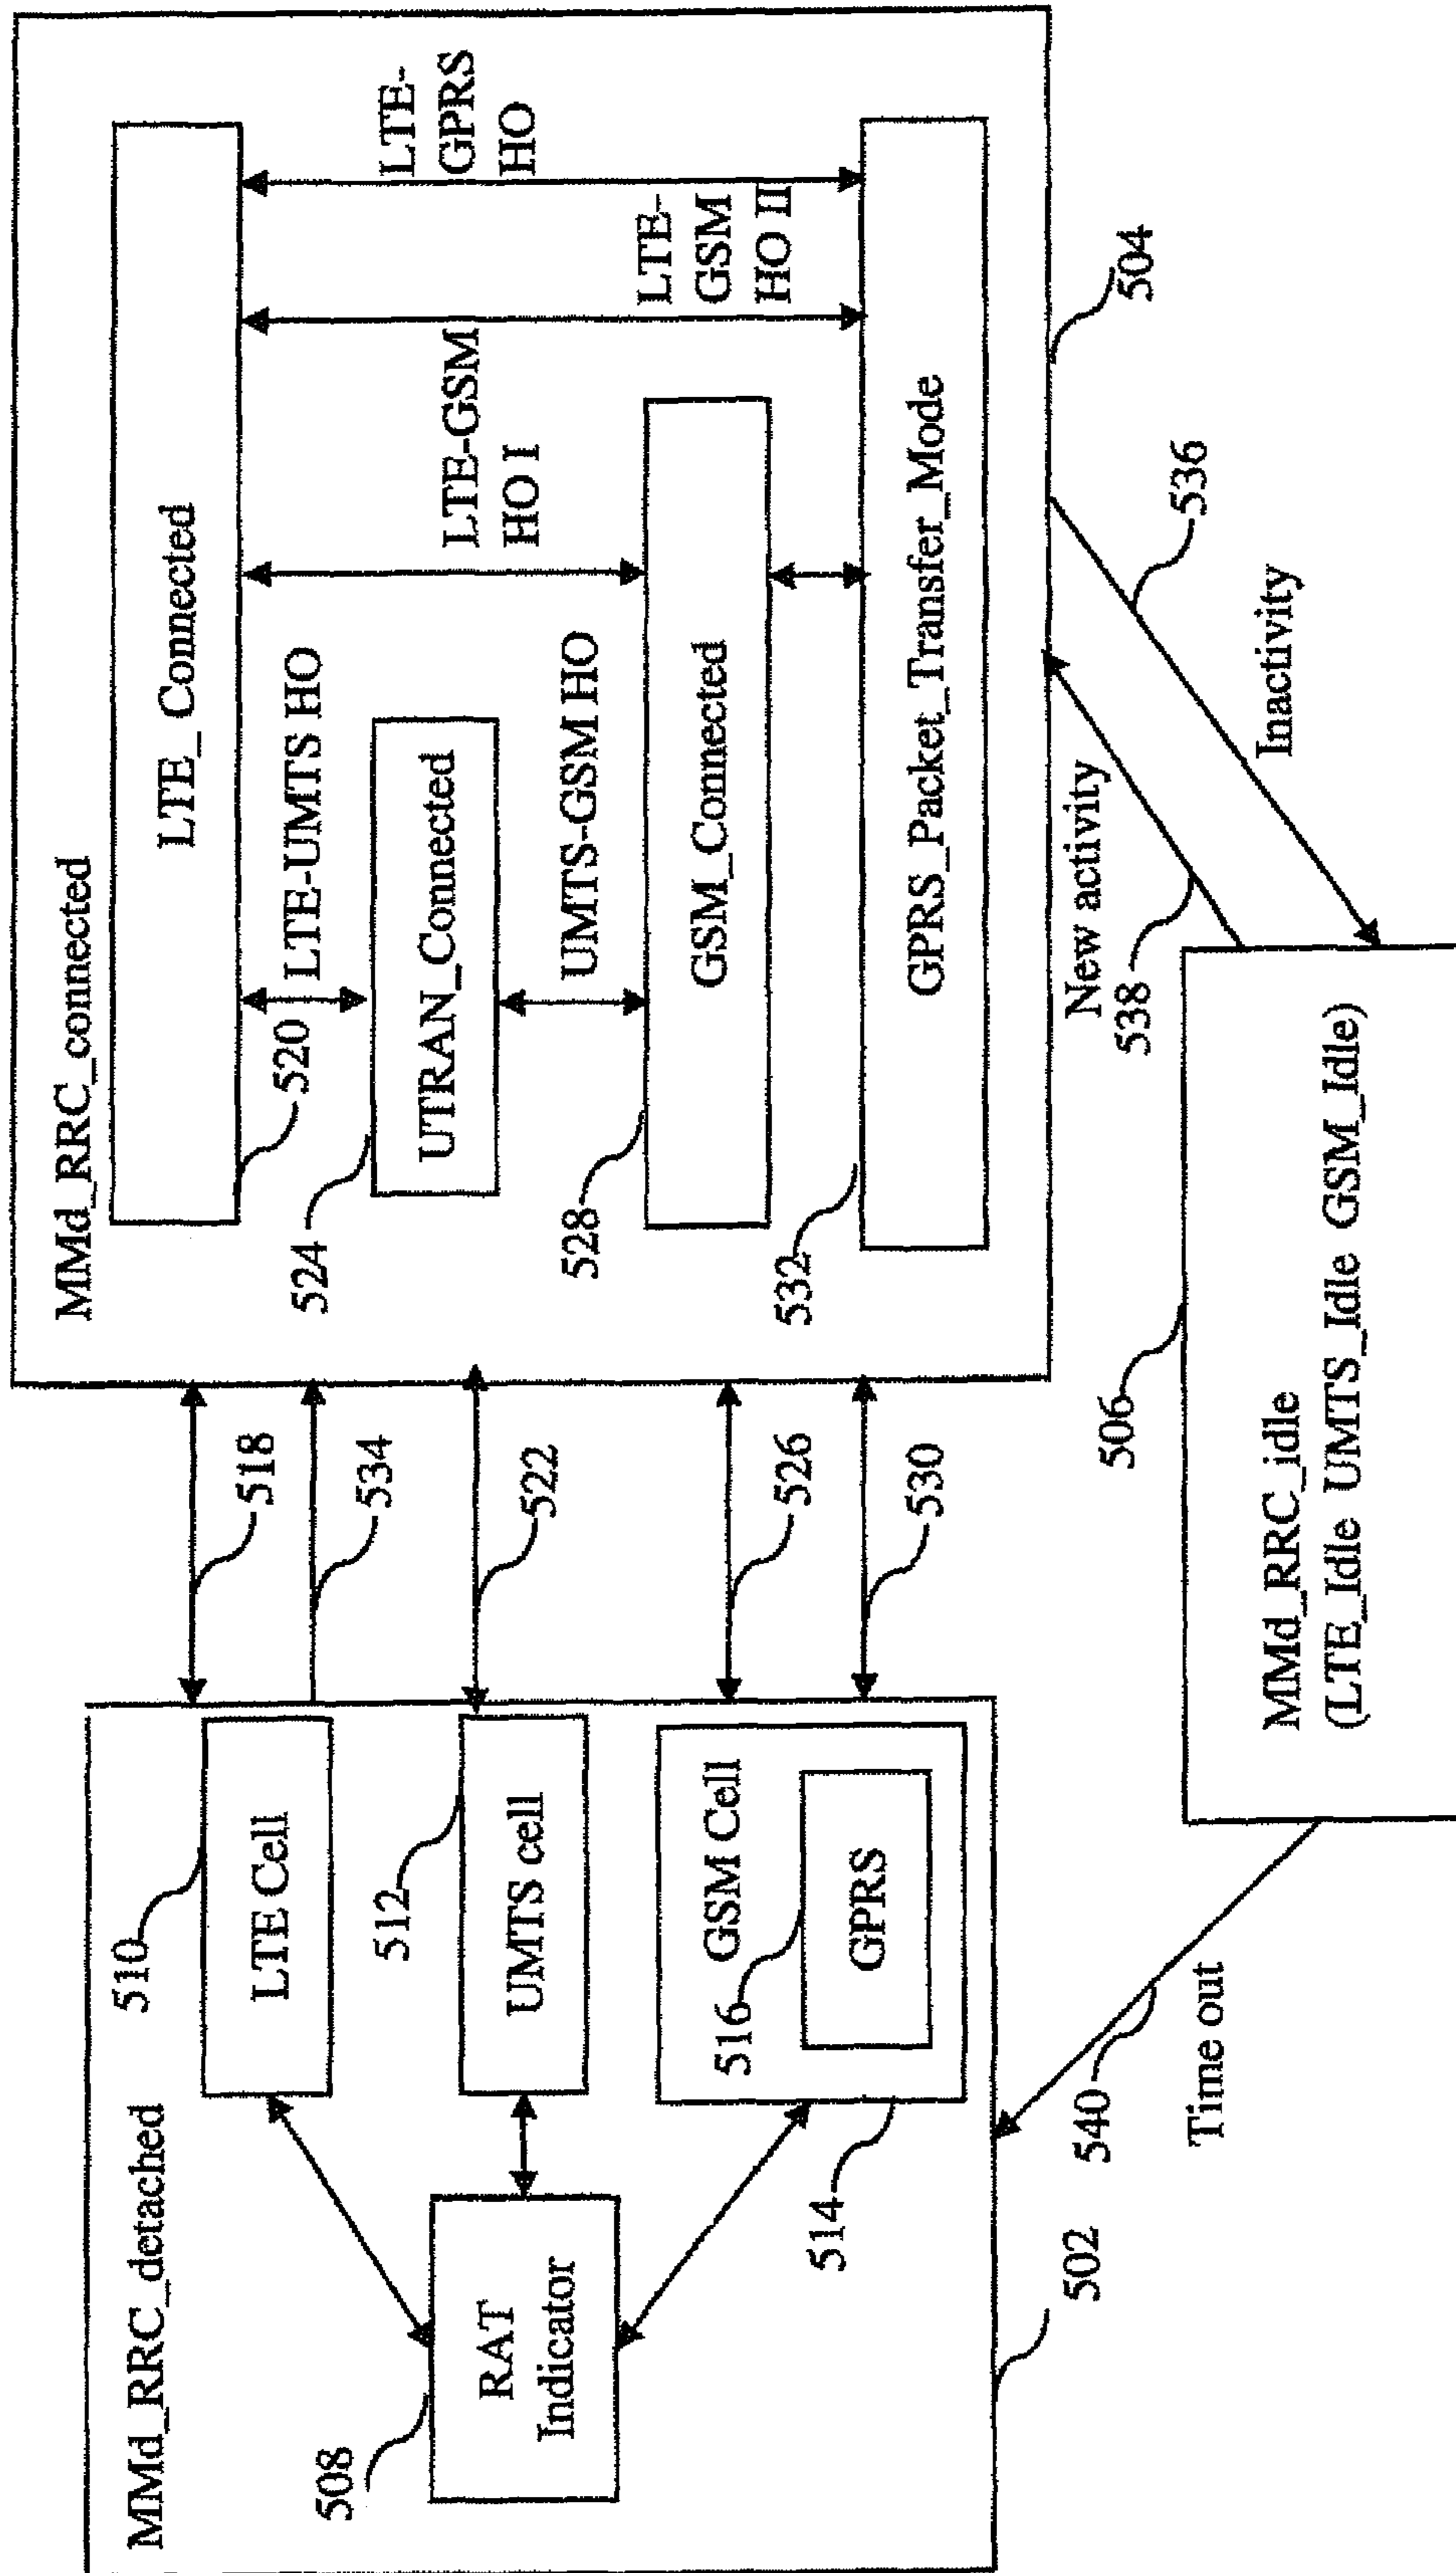 MMd_RRC_detached
508
RAT
Indicator
510
LTE Cell
512
UMTS cell
GSM Cell
516
GPRS
514
502
518
534
522
526
530
MMd_RRC_connected
LTE_Connected
520
LTE-UMTS HO
524
UTRAN_Connected
UMTS-GSM HO
LTE-GSM
HO I
LTE-
GSM
HO II
LTE-
GPRS
HO
528
GSM_Connected
532
GPRS_Packet_Transfer_Mode
504
540
Time out
506
MMd_RRC_idle
(LTE_Idle UMTS_Idle GSM_Idle)
New activity
538
536
Inactivity